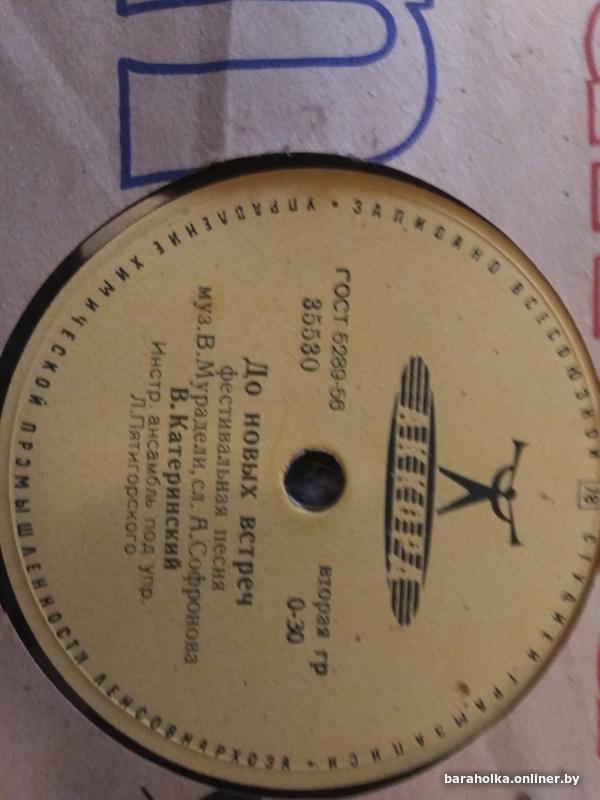 ЗАПИСАНО ВСЕСОЮЗНОЙ СТУДИЕЙ ГРАМЗАПИСИ •
УПРАВЛЕНИЕ ХИМИЧЕСКОЙ ПРОМЫШЛЕННОСТИ ЛЕНСОВНАРХОЗА •
78
ГОСТ 5289-56
35530
вторая гр
0-30
До новых встреч
фестивальная песня
муз.В.Мурадели, сл. А.Софронова
В. Катеринский
Инстр. ансамбль под упр.
Л.Пятигорского
baraholka.onliner.by